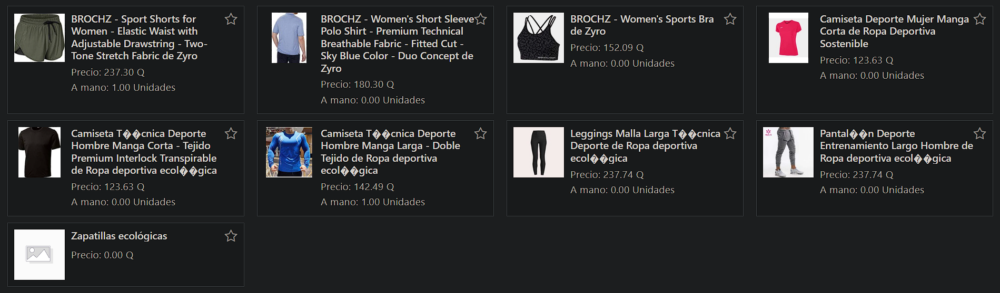 BROCHZ - Sport Shorts for
Women - Elastic Waist with
Adjustable Drawstring - Two-
Tone Stretch Fabric de Zyro
Precio: 237.30 Q
A mano: 1.00 Unidades
BROCHZ - Women's Short Sleeve
Polo Shirt - Premium Technical
Breathable Fabric - Fitted Cut -
Sky Blue Color - Duo Concept de
Zyro
Precio: 180.30 Q
A mano: 0.00 Unidades
BROCHZ - Women's Sports Bra
de Zyro
Precio: 152.09 Q
A mano: 0.00 Unidades
Camiseta Deporte Mujer Manga
Corta de Ropa Deportiva
Sostenible
Precio: 123.63 Q
A mano: 0.00 Unidades
Camiseta T��cnica Deporte
Hombre Manga Corta - Tejido
Premium Interlock Transpirable
de Ropa deportiva ecol��gica
Precio: 123.63 Q
A mano: 0.00 Unidades
Camiseta T��cnica Deporte
Hombre Manga Larga - Doble
Tejido de Ropa deportiva
ecol��gica
Precio: 142.49 Q
A mano: 1.00 Unidades
Leggings Malla Larga T��cnica
Deporte de Ropa deportiva
ecol��gica
Precio: 237.74 Q
A mano: 0.00 Unidades
Pantal��n Deporte
Entrenamiento Largo Hombre de
Ropa deportiva ecol��gica
Precio: 237.74 Q
A mano: 0.00 Unidades
Zapatillas ecológicas
Precio: 0.00 Q